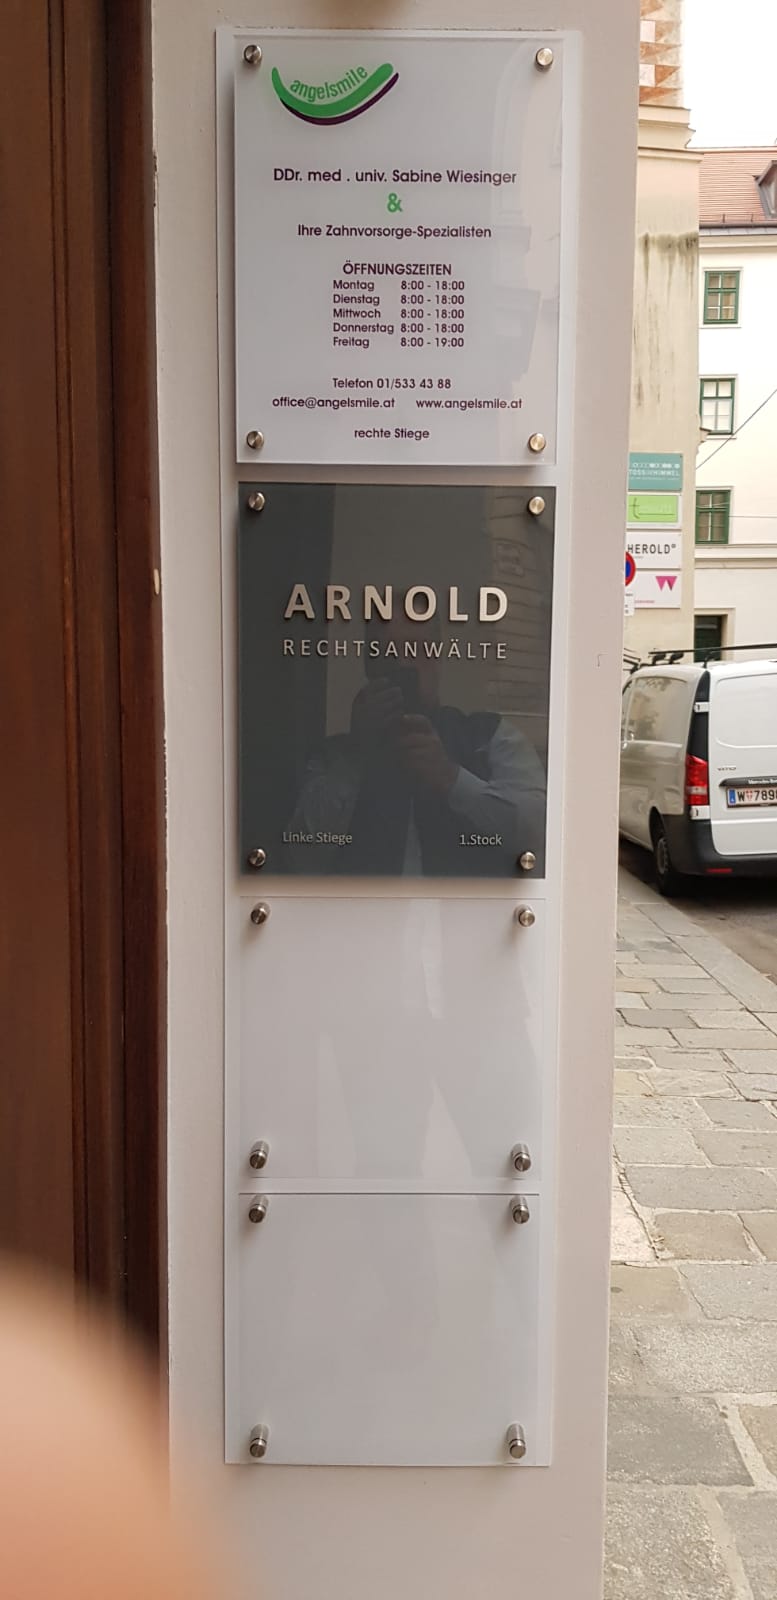 angelsmile
DDr. med . univ. Sabine Wiesinger
&
Ihre Zahnvorsorge-Spezialisten
ÖFFNUNGSZEITEN
Montag 8:00 - 18:00
Dienstag 8:00 - 18:00
Mittwoch 8:00 - 18:00
Donnerstag 8:00 - 18:00
Freitag 8:00 - 19:00
Telefon 01/533 43 88
office@angelsmile.at www.angelsmile.at
rechte Stiege
ARNOLD
RECHTSANWÄLTE
Linke Stiege 1.Stock
HEROLD
W 789